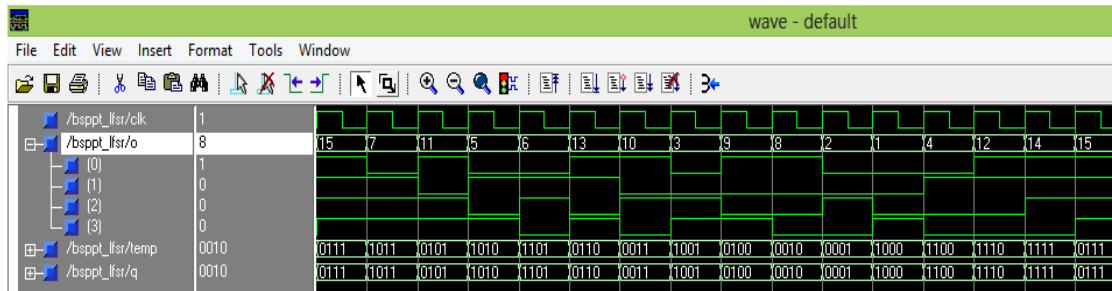 wave - default
File Edit View Insert Format Tools Window
/bsppt_lfsr/clk 1
/bsppt_lfsr/o 8 15 7 11 5 6 13 10 3 9 8 2 1 4 12 14 15
(0) 1
(1) 0
(2) 0
(3) 0
/bsppt_lfsr/temp 0010 0111 1011 0101 1010 1101 0110 0011 1001 0100 0010 0001 1000 1100 1110 1111 0111
/bsppt_lfsr/q 0010 0111 1011 0101 1010 1101 0110 0011 1001 0100 0010 0001 1000 1100 1110 1111 0111